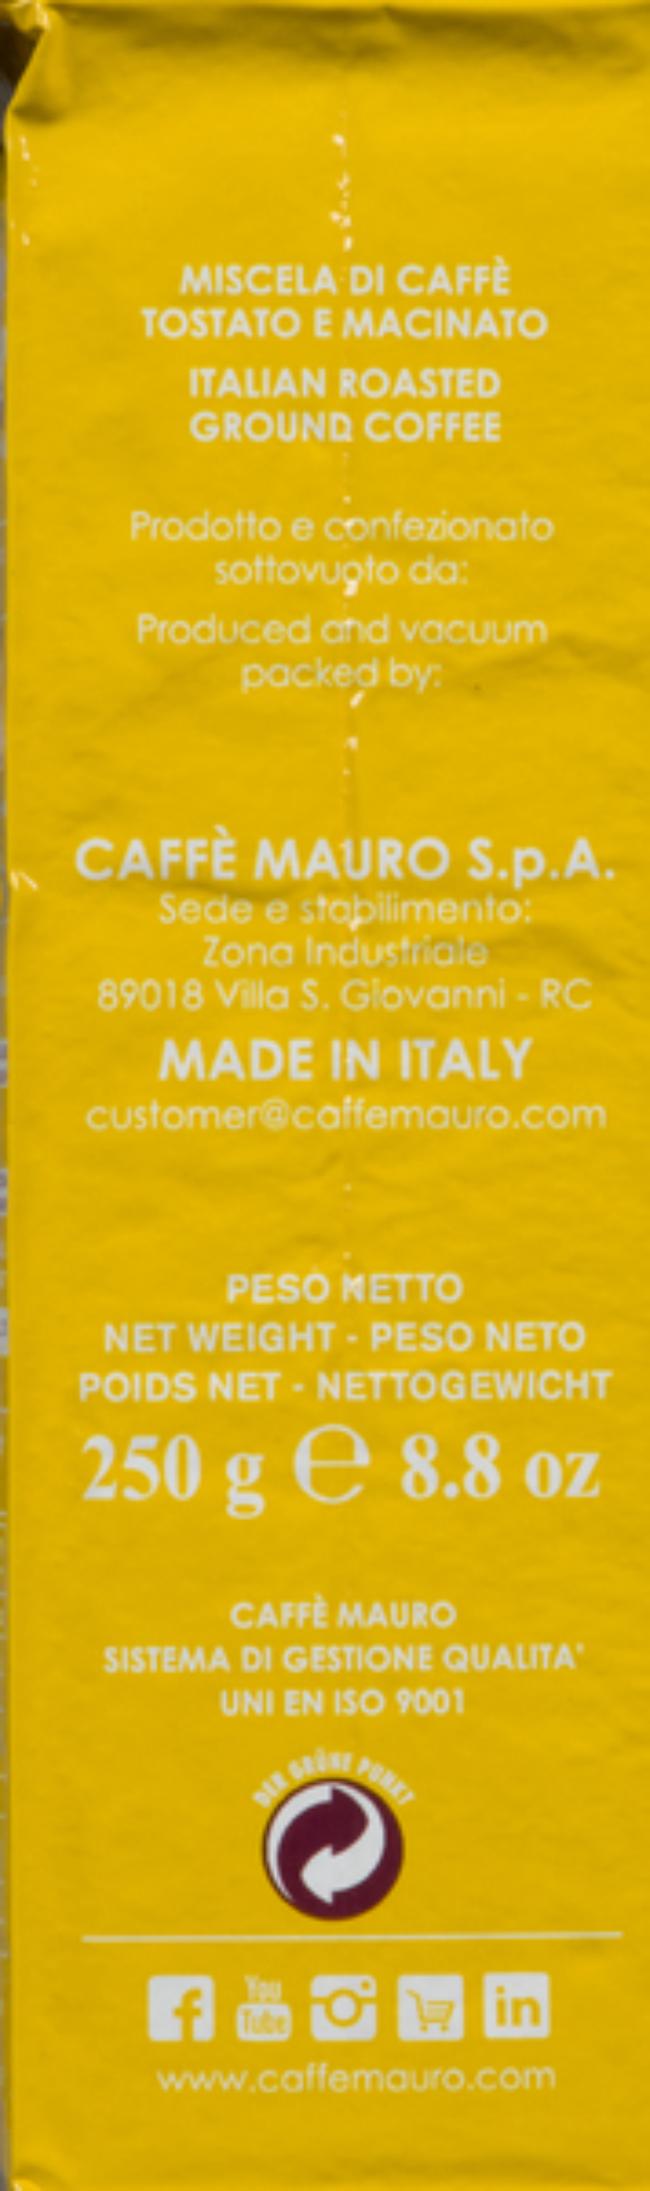 MISCELA DI CAFFÈ
TOSTATO E MACINATO
ITALIAN ROASTED
GROUND COFFEE
Prodotto e confezionato
sottovuoto da:
Produced and vacuum
packed by:
CAFFÈ MAURO S.p.A.
Sede e stabilimento:
Zona Industriale
89018 Villa S. Giovanni - RC
MADE IN ITALY
customer@caffemauro.com
PESO NETTO
NET WEIGHT - PESO NETO
POIDS NET - NETTOGEWICHT
250 g ℮ 8.8 oz
CAFFÈ MAURO
SISTEMA DI GESTIONE QUALITA'
UNI EN ISO 9001
DER GRÜNE PUNKT
You
Tube
in
www.caffemauro.com